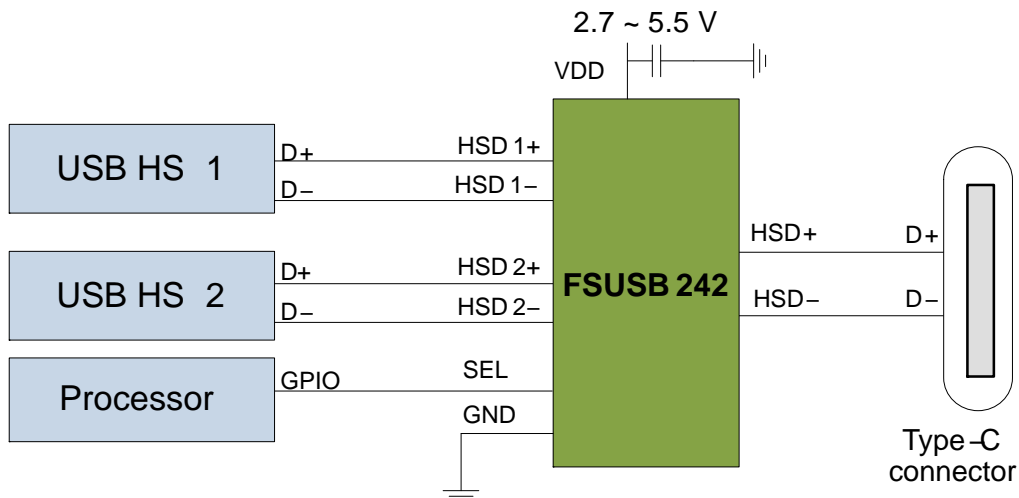 2.7 ~ 5.5 V
VDD
USB HS 1
D+
HSD 1+
D−
HSD 1−
USB HS 2
D+
HSD 2+
D−
HSD 2−
FSUSB 242
HSD+
D+
HSD−
D−
Processor
GPIO
SEL
GND
Type−C
connector